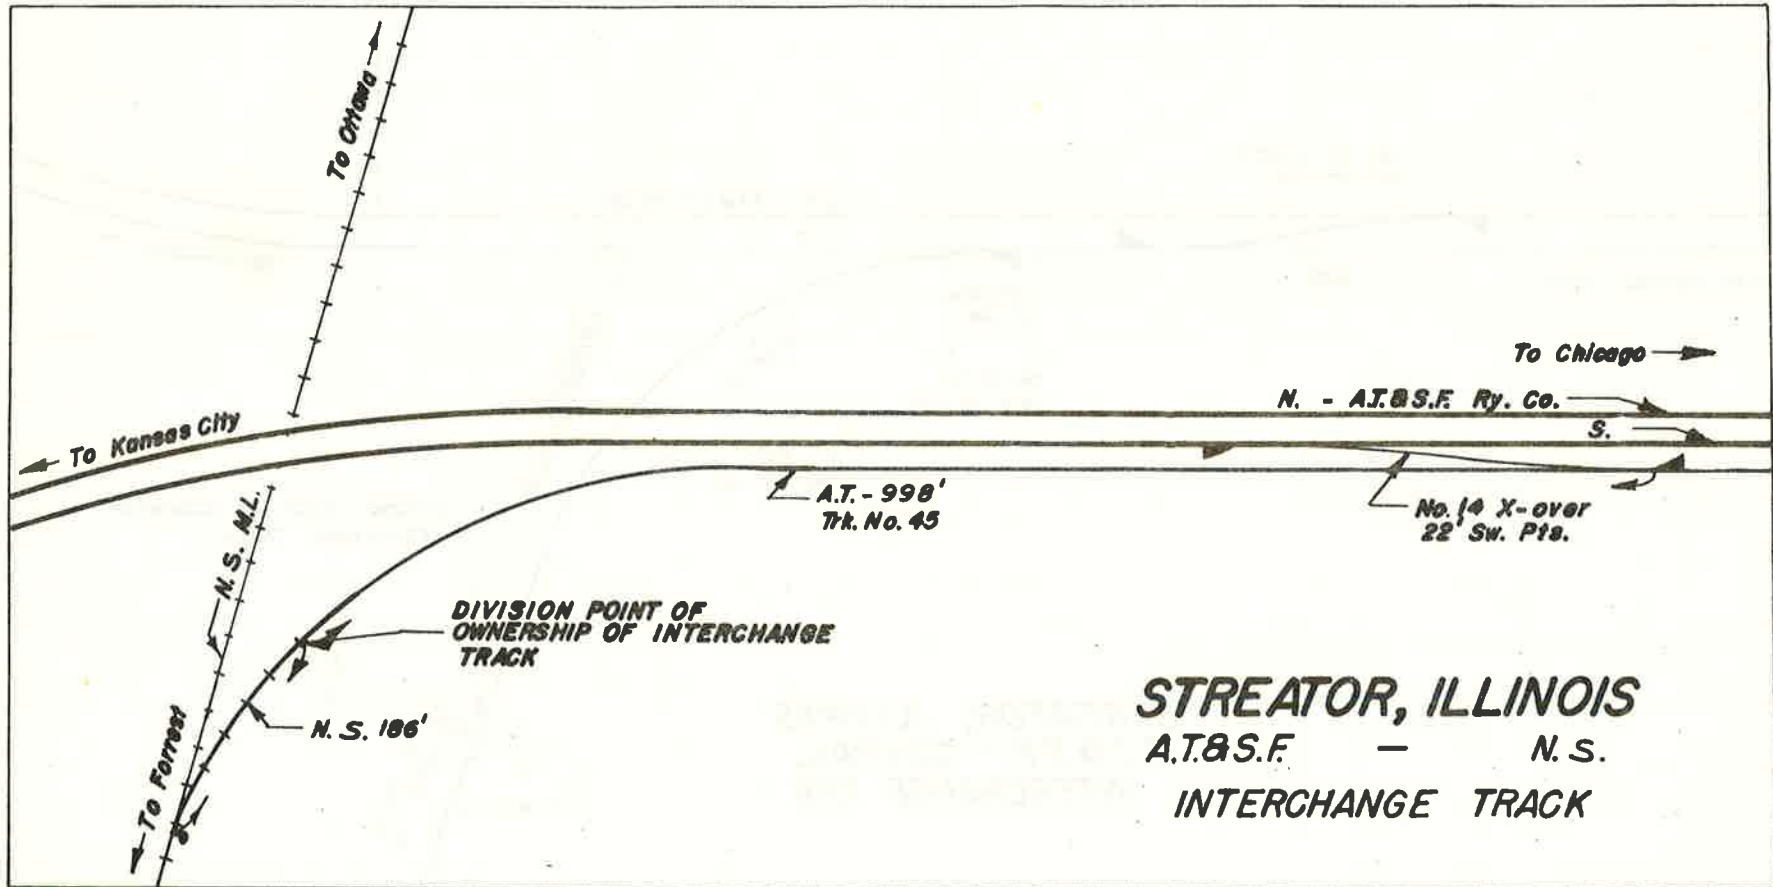 To Ottawa
To Chicago
N. - A.T.&S.F. Ry. Co.
S.
To Kansas City
A.T. - 998'
Trk. No. 45
No. 14 X-over
22' Sw. Pts.
N. S. M.L.
DIVISION POINT OF
OWNERSHIP OF INTERCHANGE
TRACK
N. S. 186'
To Forrest
STREATOR, ILLINOIS
A.T.&S.F. — N. S.
INTERCHANGE TRACK